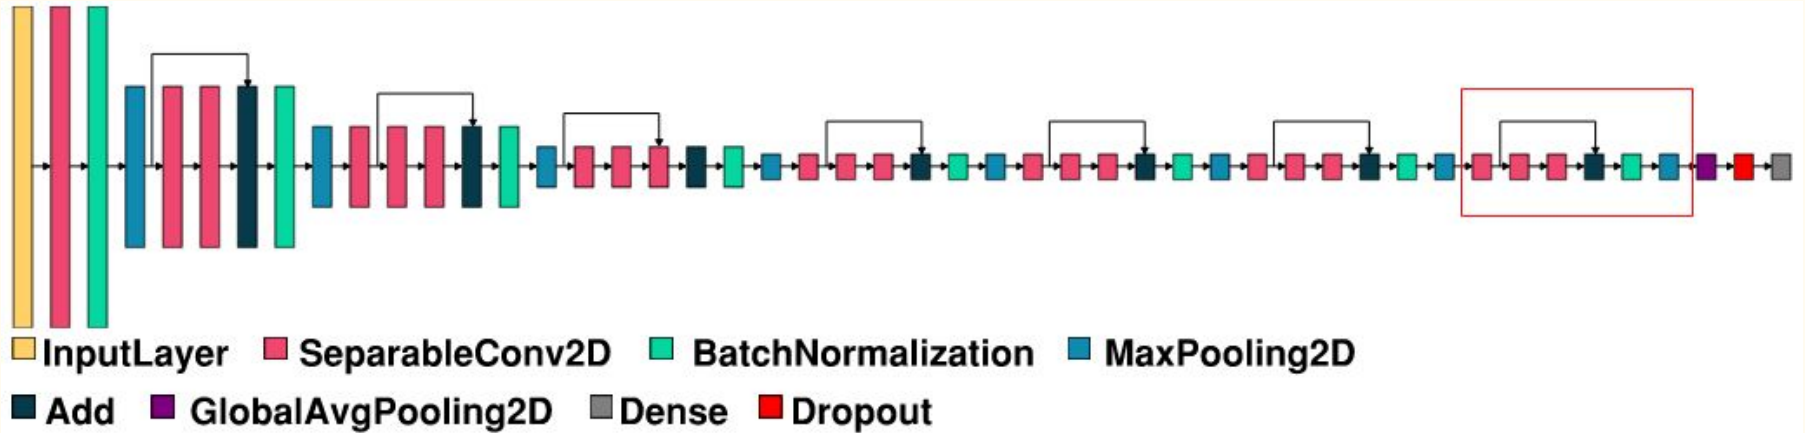 InputLayer SeparableConv2D BatchNormalization MaxPooling2D
Add GlobalAvgPooling2D Dense Dropout